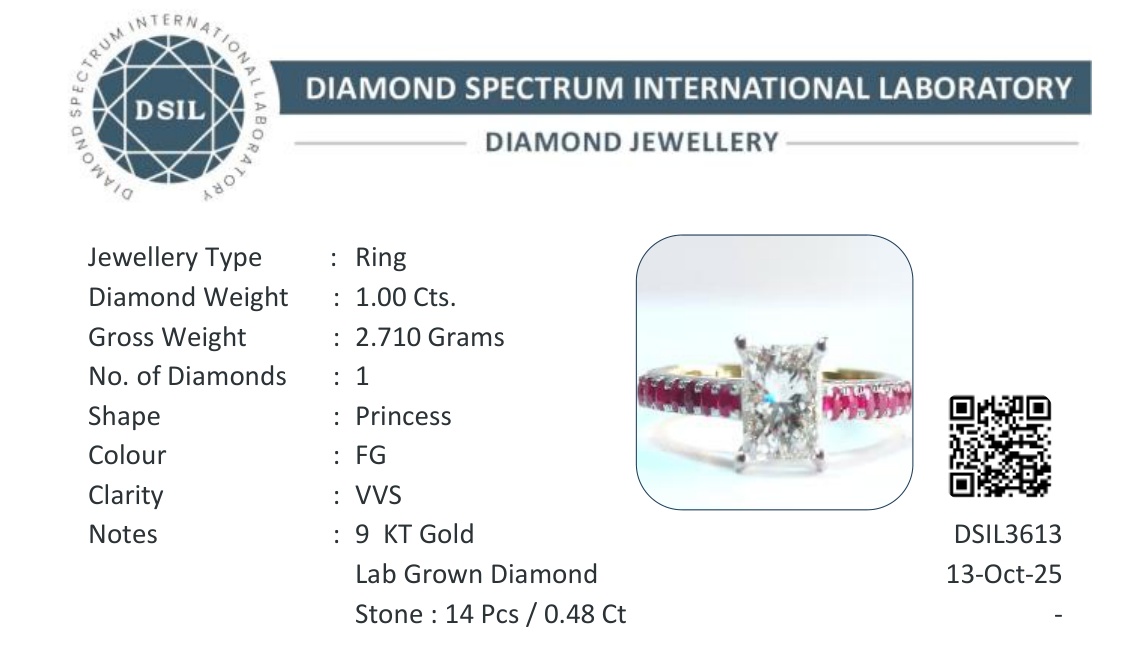 DIAMOND SPECTRUM INTERNATIONAL LABORATORY
DSIL
DIAMOND SPECTRUM INTERNATIONAL LABORATORY
DIAMOND JEWELLERY
Jewellery Type : Ring
Diamond Weight : 1.00 Cts.
Gross Weight : 2.710 Grams
No. of Diamonds : 1
Shape : Princess
Colour : FG
Clarity : VVS
Notes : 9 KT Gold
DSIL3613
Lab Grown Diamond
13-Oct-25
Stone : 14 Pcs / 0.48 Ct
-